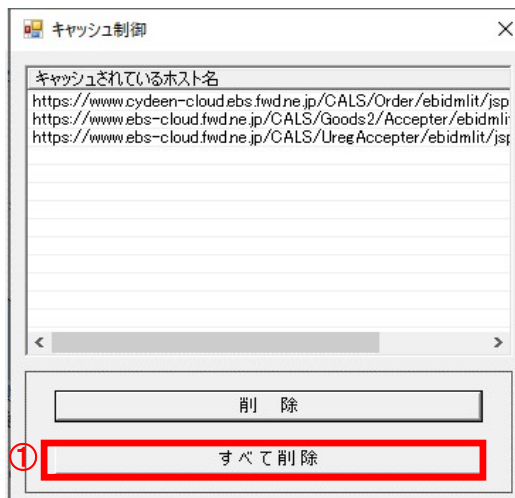 キャッシュ制御
キャッシュされているホスト名
https://www.cydeen-cloud.ebs.fwd.ne.jp/CALS/Order/ebidmlit/jsp
https://www.ebs-cloud.fwd.ne.jp/CALS/Goods2/Accepter/ebidmli
https://www.ebs-cloud.fwd.ne.jp/CALS/UregAccepter/ebidmlit/jsp
削 除
① すべて削除